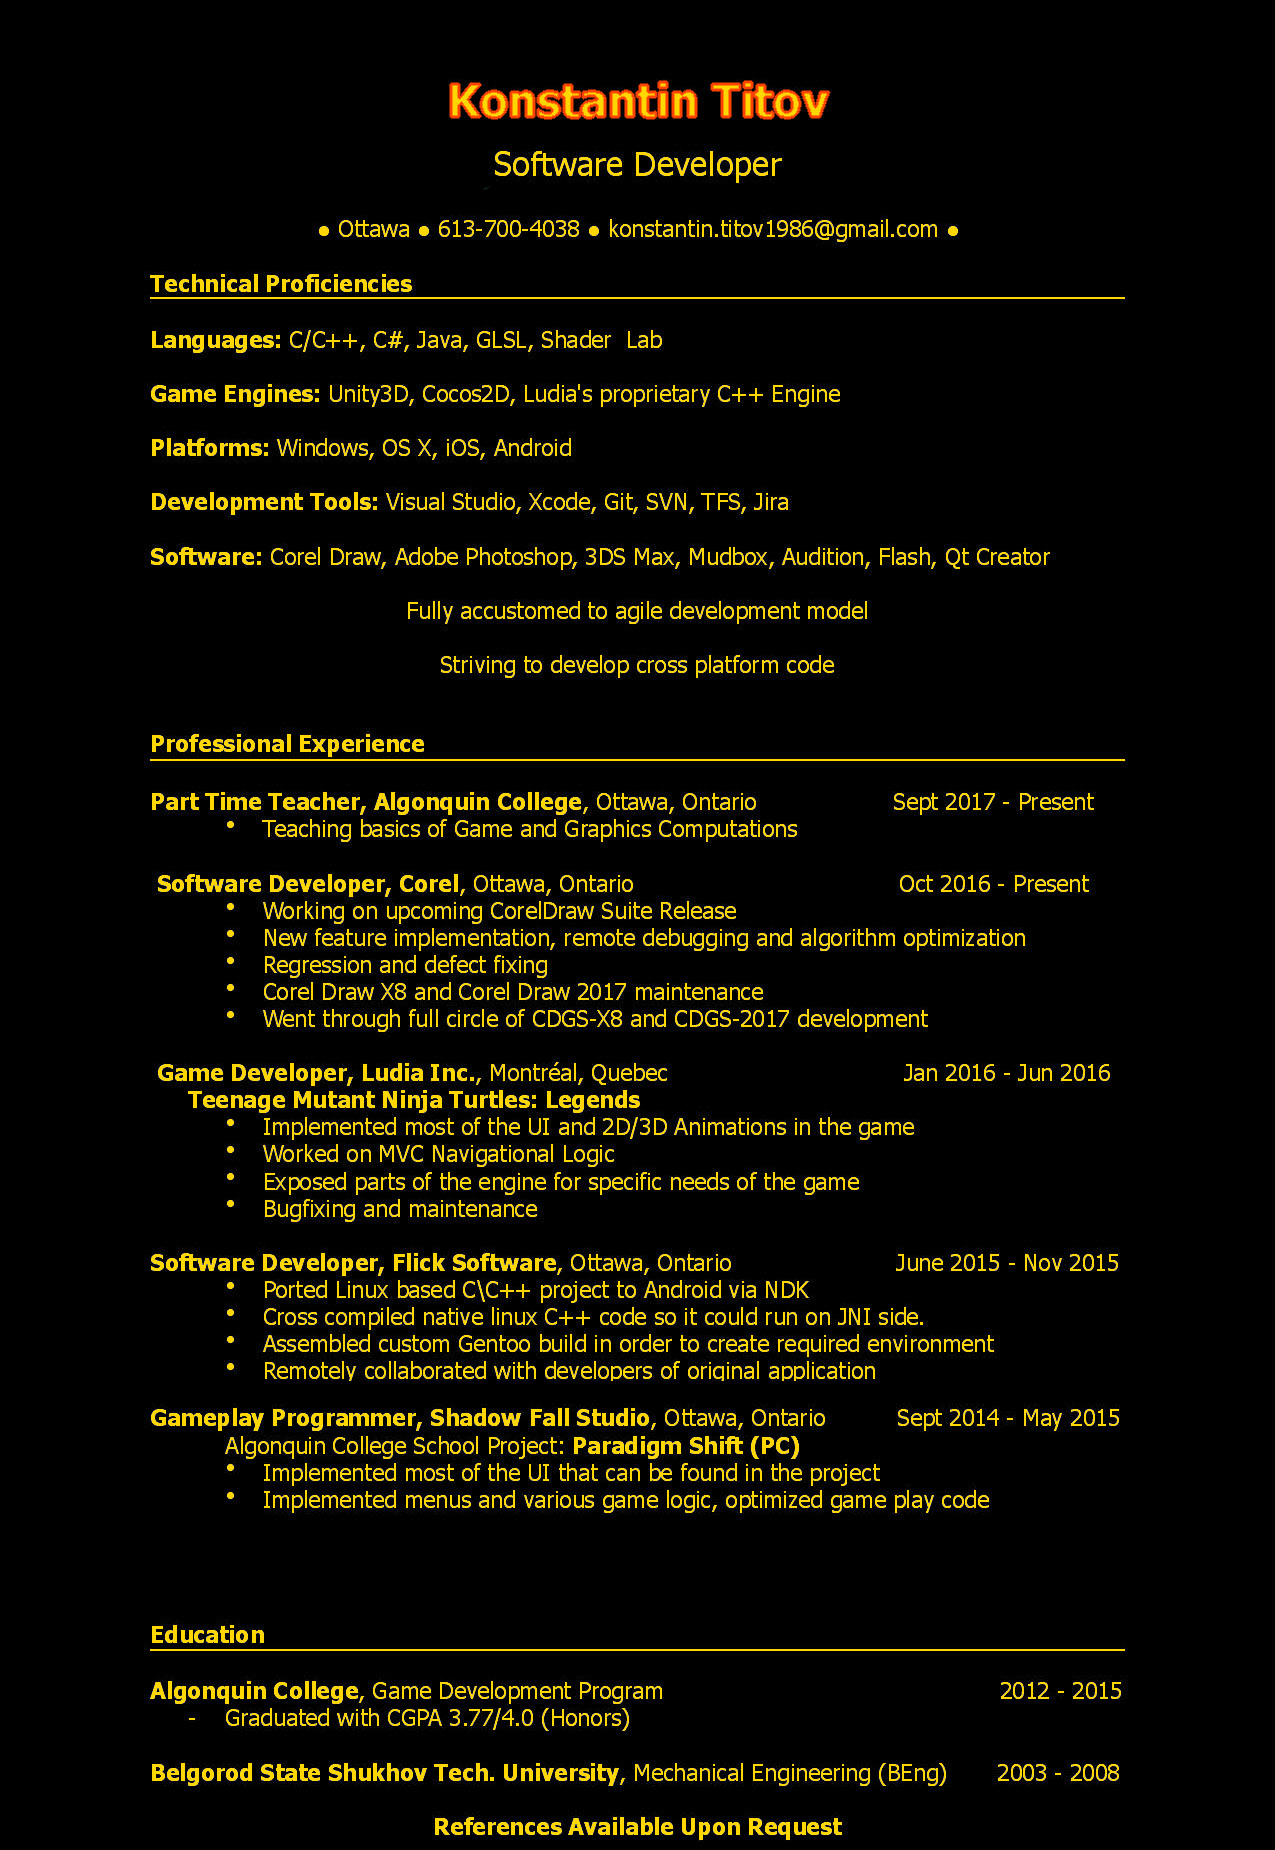 Konstantin Titov
Software Developer
● Ottawa ● 613-700-4038 ● konstantin.titov1986@gmail.com ●
Technical Proficiencies
Languages: C/C++, C#, Java, GLSL, Shader Lab
Game Engines: Unity3D, Cocos2D, Ludia's proprietary C++ Engine
Platforms: Windows, OS X, iOS, Android
Development Tools: Visual Studio, Xcode, Git, SVN, TFS, Jira
Software: Corel Draw, Adobe Photoshop, 3DS Max, Mudbox, Audition, Flash, Qt Creator
Fully accustomed to agile development model
Striving to develop cross platform code
Professional Experience
Part Time Teacher, Algonquin College, Ottawa, Ontario Sept 2017 - Present
• Teaching basics of Game and Graphics Computations
Software Developer, Corel, Ottawa, Ontario Oct 2016 - Present
• Working on upcoming CorelDraw Suite Release
• New feature implementation, remote debugging and algorithm optimization
• Regression and defect fixing
• Corel Draw X8 and Corel Draw 2017 maintenance
• Went through full circle of CDGS-X8 and CDGS-2017 development
Game Developer, Ludia Inc., Montréal, Quebec Jan 2016 - Jun 2016
Teenage Mutant Ninja Turtles: Legends
• Implemented most of the UI and 2D/3D Animations in the game
• Worked on MVC Navigational Logic
• Exposed parts of the engine for specific needs of the game
• Bugfixing and maintenance
Software Developer, Flick Software, Ottawa, Ontario June 2015 - Nov 2015
• Ported Linux based C\C++ project to Android via NDK
• Cross compiled native linux C++ code so it could run on JNI side.
• Assembled custom Gentoo build in order to create required environment
• Remotely collaborated with developers of original application
Gameplay Programmer, Shadow Fall Studio, Ottawa, Ontario Sept 2014 - May 2015
Algonquin College School Project: Paradigm Shift (PC)
• Implemented most of the UI that can be found in the project
• Implemented menus and various game logic, optimized game play code
Education
Algonquin College, Game Development Program 2012 - 2015
- Graduated with CGPA 3.77/4.0 (Honors)
Belgorod State Shukhov Tech. University, Mechanical Engineering (BEng) 2003 - 2008
References Available Upon Request